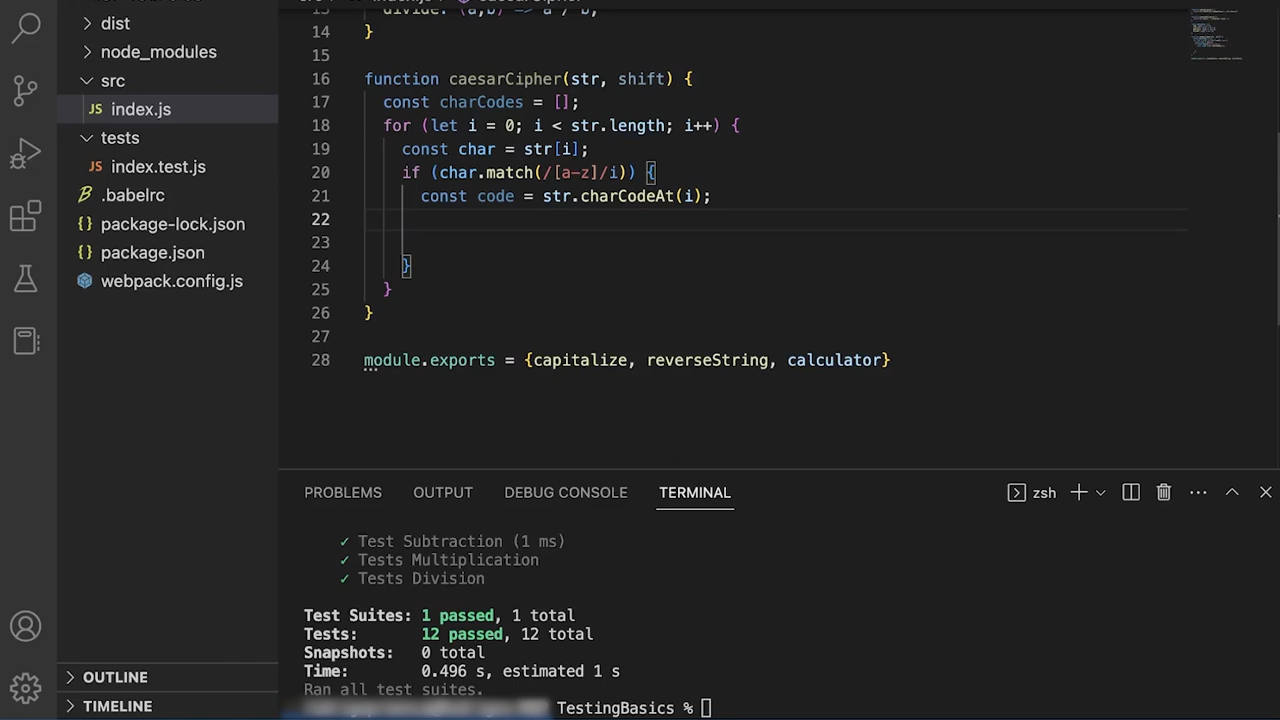 dist
node_modules
src
JS index.js
tests
JS index.test.js
.babelrc
{} package-lock.json
{} package.json
webpack.config.js
OUTLINE
TIMELINE
divide: (a,b) => a / b,
14 }
15
16 function caesarCipher(str, shift) {
17 const charCodes = [];
18 for (let i = 0; i < str.length; i++) {
19 const char = str[i];
20 if (char.match(/[a-z]/i)) {
21 const code = str.charCodeAt(i);
22
23
24 }
25 }
26 }
27
28 module.exports = {capitalize, reverseString, calculator}
PROBLEMS OUTPUT DEBUG CONSOLE TERMINAL
zsh
✓ Test Subtraction (1 ms)
✓ Tests Multiplication
✓ Tests Division
Test Suites: 1 passed, 1 total
Tests: 12 passed, 12 total
Snapshots: 0 total
Time: 0.496 s, estimated 1 s
Ran all test suites.
TestingBasics %